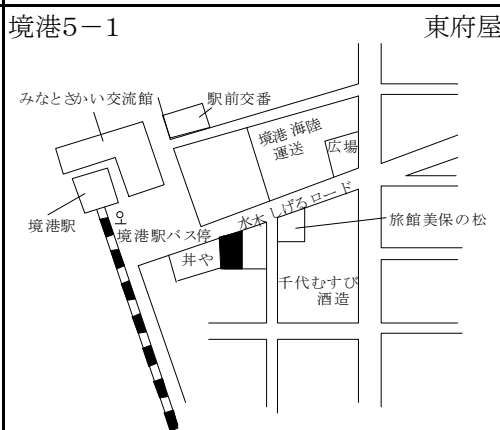 境港5－1
東府屋
みなとさかい交流館
駅前交番
境港 海陸
運送
広場
水木しげるロード
境港駅
境港駅バス停
旅館美保の松
井や
千代むすび
酒造